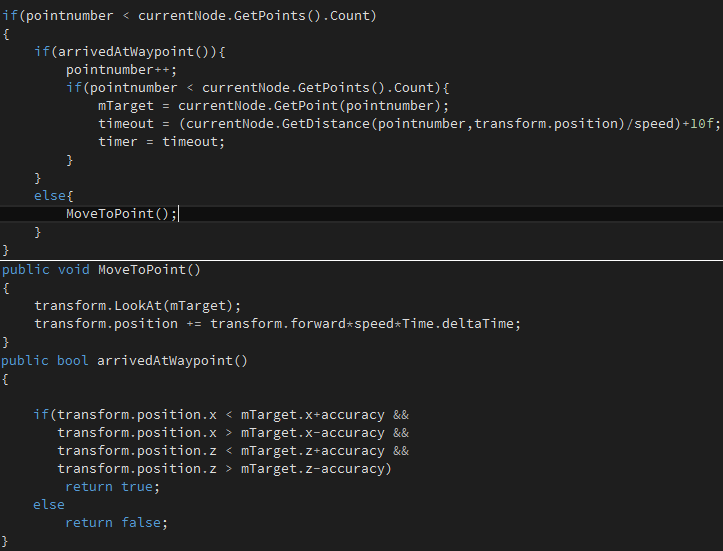 if(pointnumber < currentNode.GetPoints().Count)
{
    if(arrivedAtWaypoint()){
        pointnumber++;
        if(pointnumber < currentNode.GetPoints().Count){
            mTarget = currentNode.GetPoint(pointnumber);
            timeout = (currentNode.GetDistance(pointnumber,transform.position)/speed)+10f;
            timer = timeout;
        }
    }
    else{
        MoveToPoint();
    }
}
public void MoveToPoint()
{
    transform.LookAt(mTarget);
    transform.position += transform.forward*speed*Time.deltaTime;
}
public bool arrivedAtWaypoint()
{
    if(transform.position.x < mTarget.x+accuracy &&
       transform.position.x > mTarget.x-accuracy &&
       transform.position.z < mTarget.z+accuracy &&
       transform.position.z > mTarget.z-accuracy)
        return true;
    else
        return false;
}